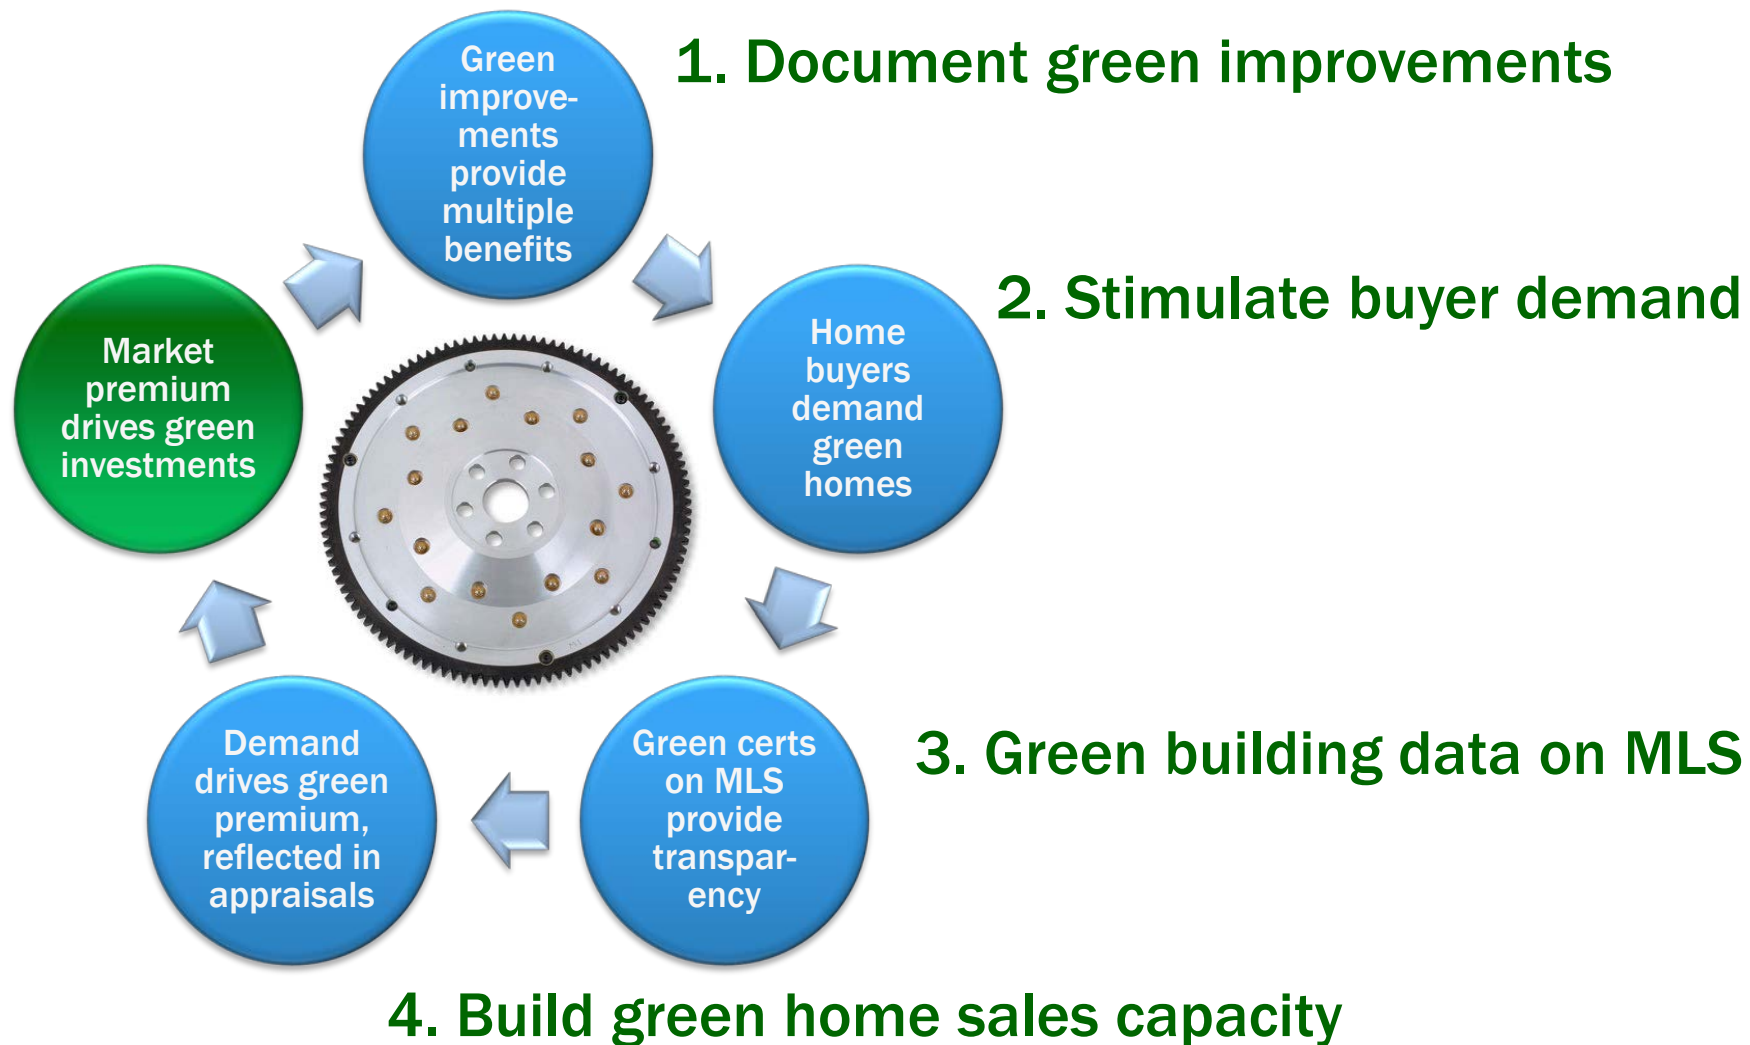 1. Document green improvements
Green
improve-
ments
provide
multiple
benefits
2. Stimulate buyer demand
Home
buyers
demand
green
homes
3. Green building data on MLS
Green certs
on MLS
provide
transpar-
ency
Demand
drives green
premium,
reflected in
appraisals
Market
premium
drives green
investments
4. Build green home sales capacity